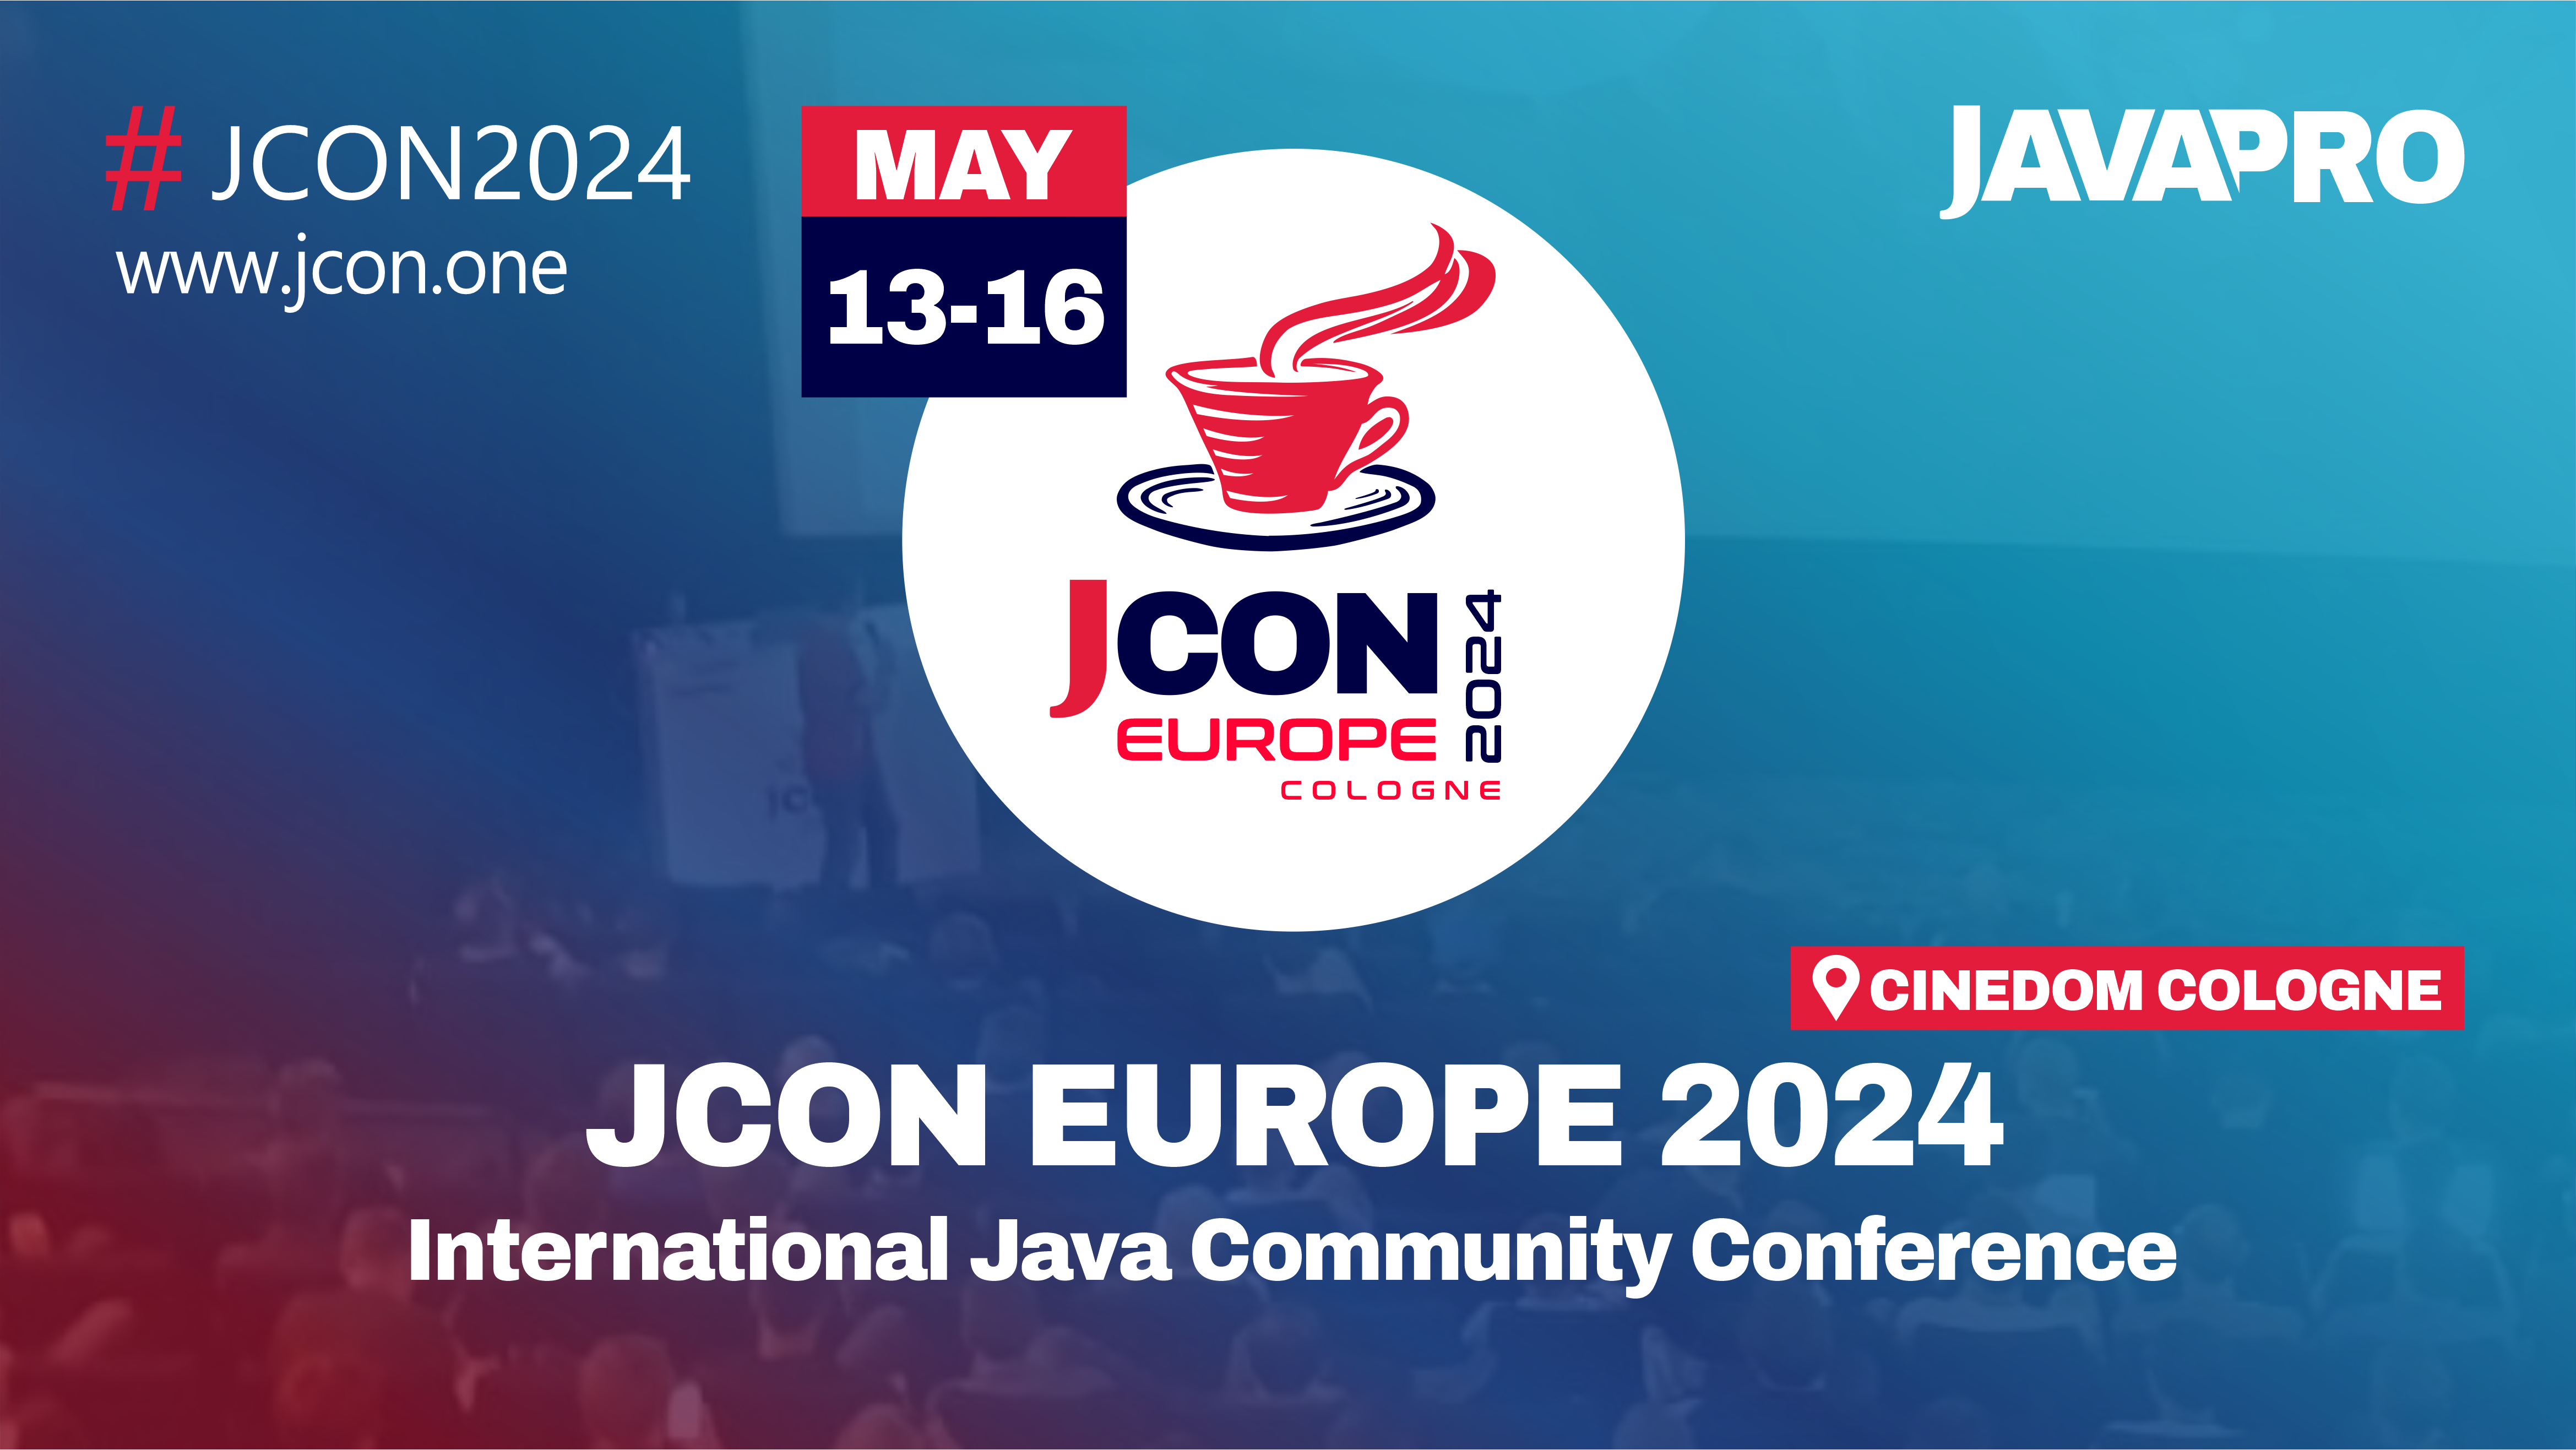 # JCON2024
www.jcon.one
MAY
13-16
JAVAPRO
JCON
EUROPE
2024
COLOGNE
CINEDOM COLOGNE
JCON EUROPE 2024
International Java Community Conference